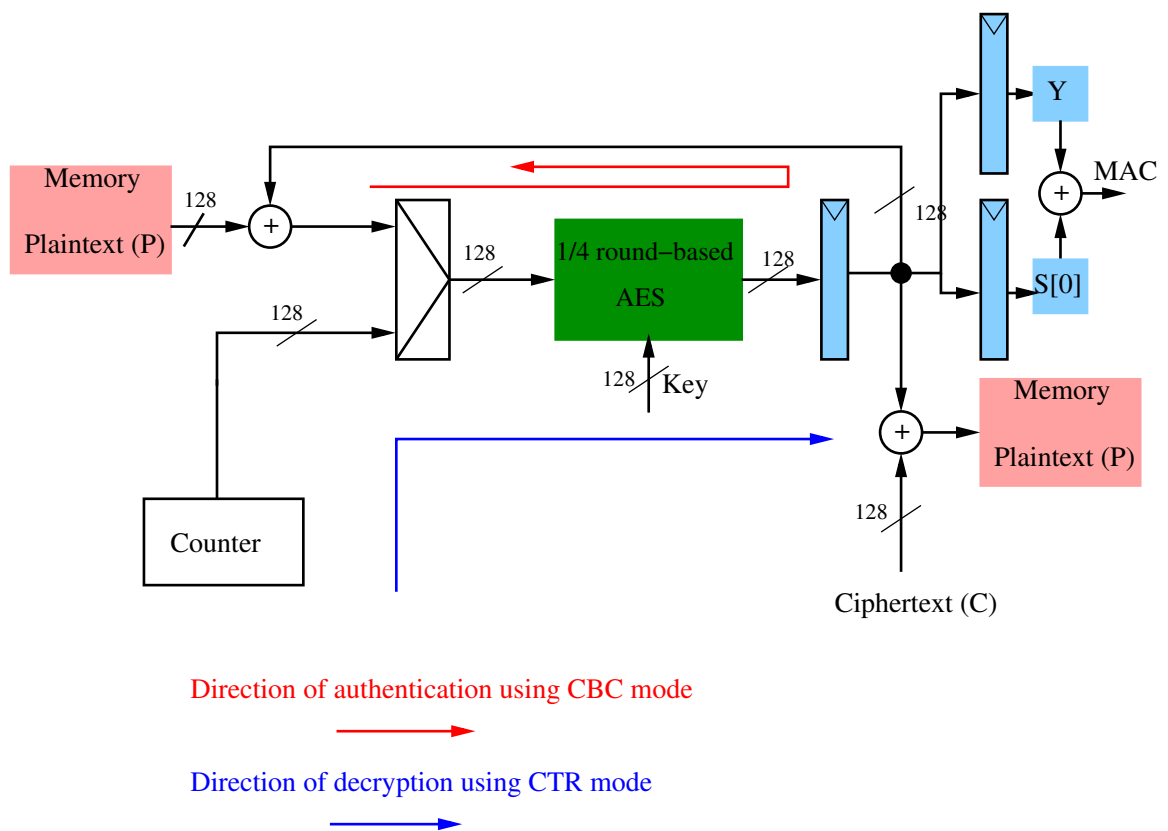 Y
MAC
+
128
Memory
Plaintext (P)
128
+
128
128
1/4 round−based
AES
128
S[0]
128
128
Key
Memory
Plaintext (P)
+
128
Counter
Ciphertext (C)
Direction of authentication using CBC mode
Direction of decryption using CTR mode